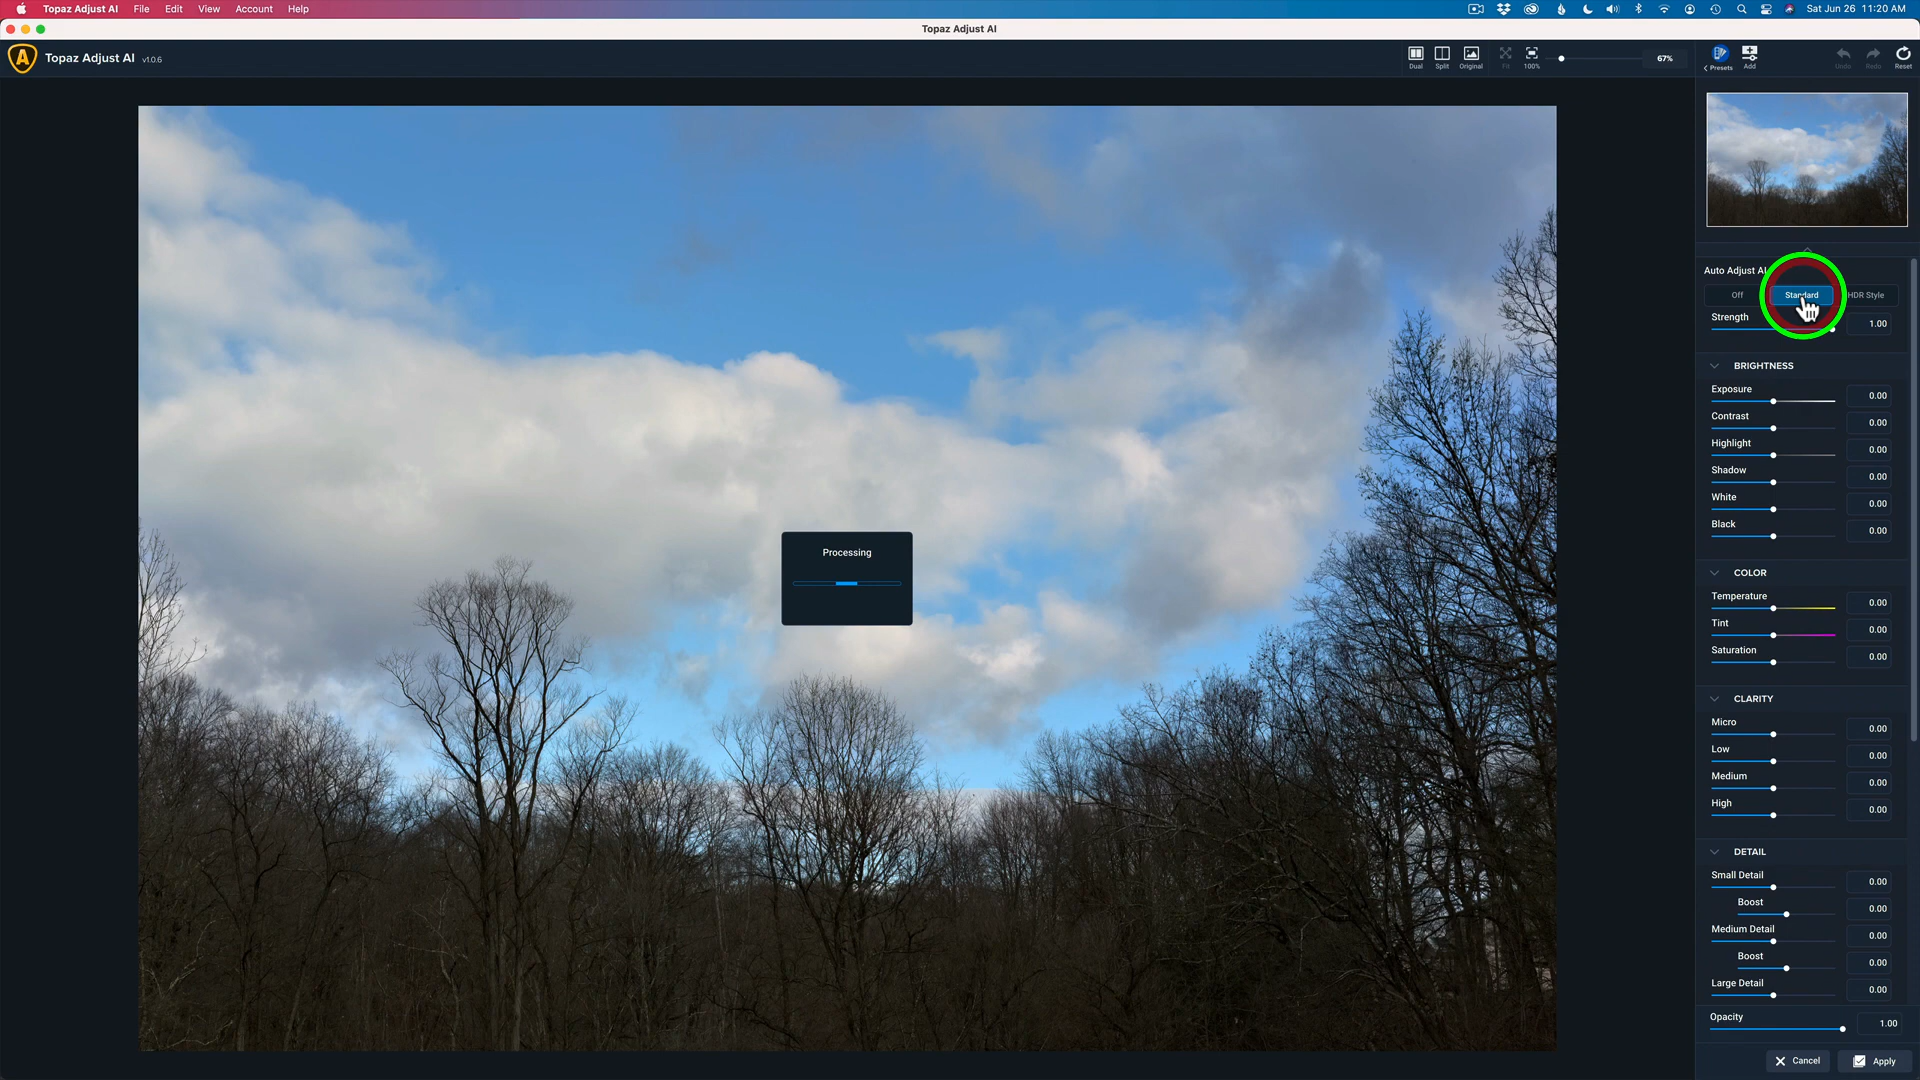 Topaz Adjust AI File Edit View Account Help Sat Jun 26 11:20 AM
Topaz Adjust AI
A Topaz Adjust AI v1.0.6 Dual Split Original Fit 100% 67% Presets Add Undo Redo Reset
Auto Adjust AI
Off Standard HDR Style
Strength 1.00
BRIGHTNESS
Exposure 0.00
Contrast 0.00
Highlight 0.00
Shadow 0.00
White 0.00
Black 0.00
COLOR
Temperature 0.00
Tint 0.00
Saturation 0.00
CLARITY
Micro 0.00
Low 0.00
Medium 0.00
High 0.00
DETAIL
Small Detail 0.00
Boost 0.00
Medium Detail 0.00
Boost 0.00
Large Detail 0.00
Opacity 1.00
Cancel Apply
Processing